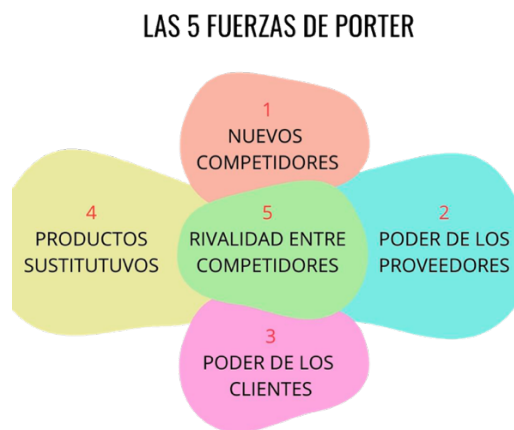 LAS 5 FUERZAS DE PORTER
1
NUEVOS
COMPETIDORES
4
PRODUCTOS
SUSTITUTUVOS
5
RIVALIDAD ENTRE
COMPETIDORES
2
PODER DE LOS
PROVEEDORES
3
PODER DE LOS
CLIENTES